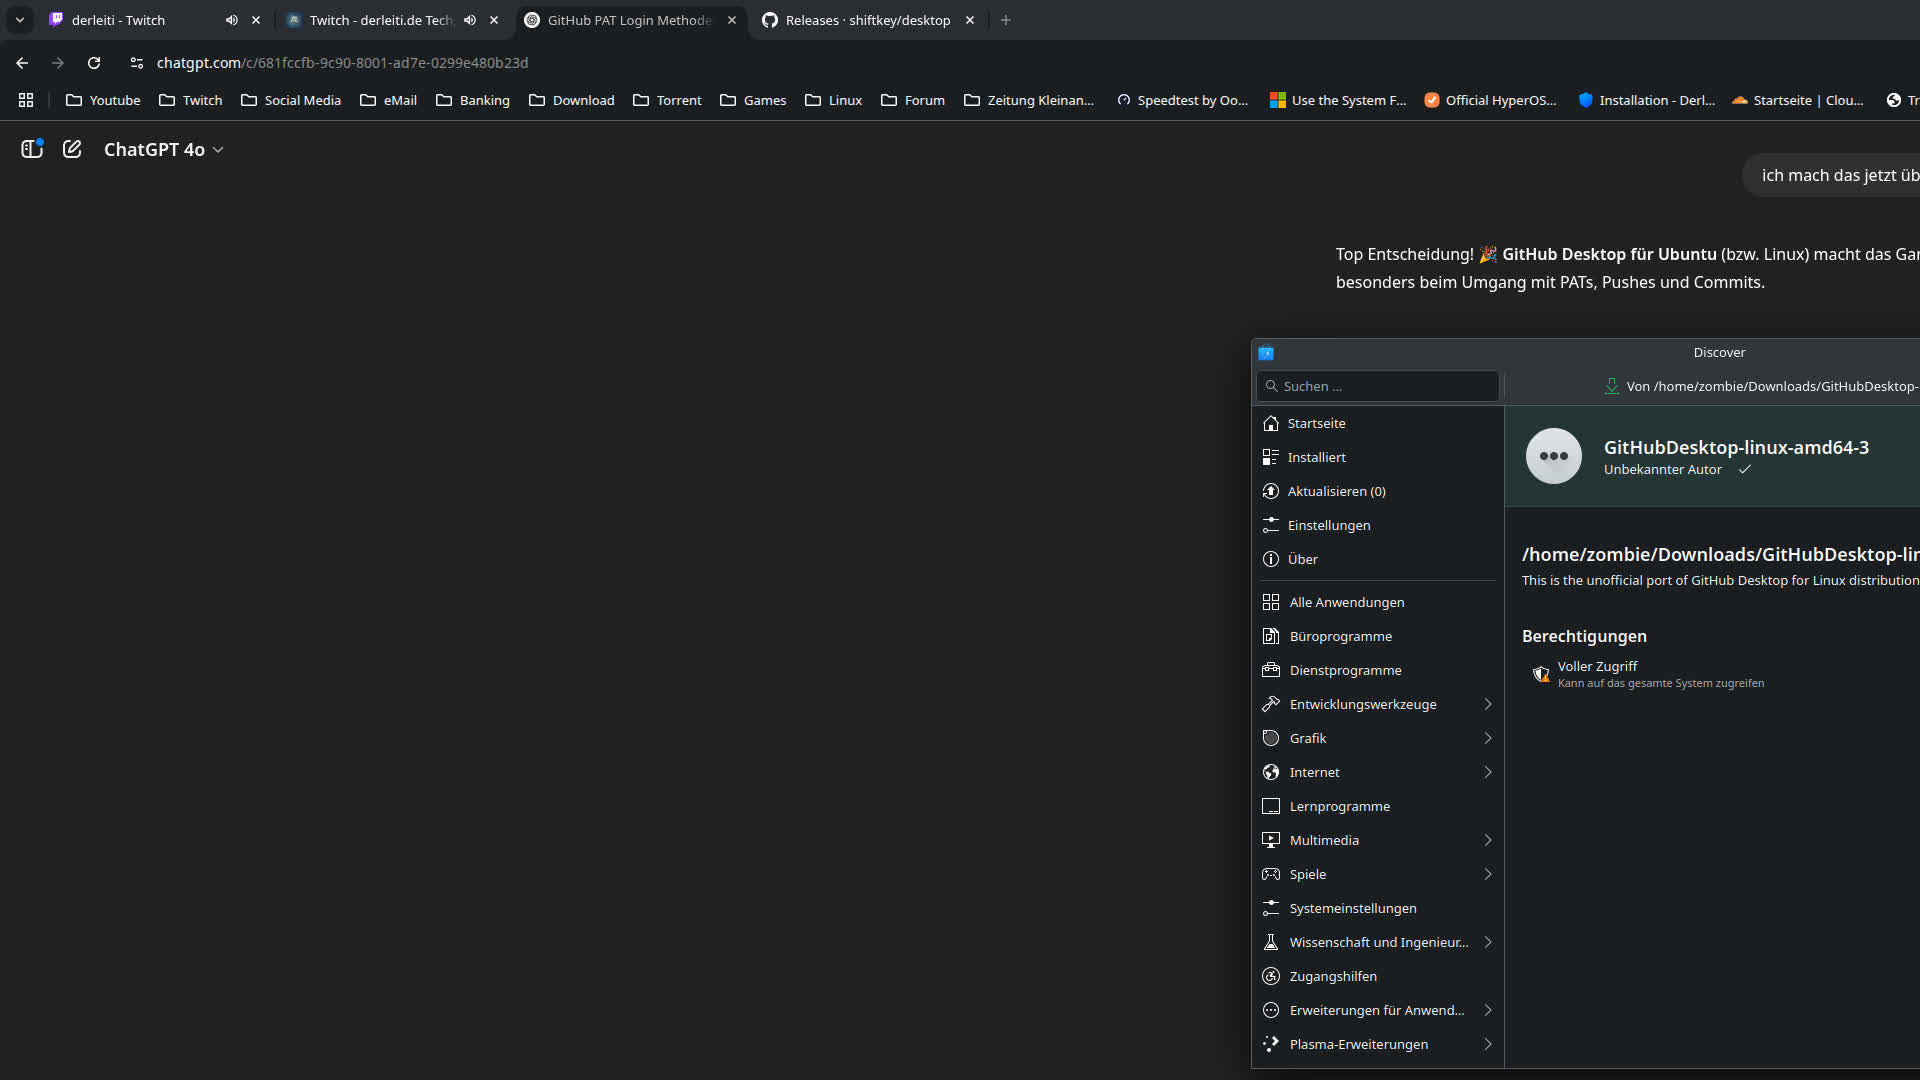 derleiti - Twitch
Twitch - derleiti.de Tech
GitHub PAT Login Methode
Releases · shiftkey/desktop
chatgpt.com/c/681fccfb-9c90-8001-ad7e-0299e480b23d
Youtube
Twitch
Social Media
eMail
Banking
Download
Torrent
Games
Linux
Forum
Zeitung Kleinan...
Speedtest by Oo...
Use the System F...
Official HyperOS...
Installation - Derl...
Startseite | Clou...
Tr
ChatGPT 4o
ich mach das jetzt üb
Top Entscheidung! 🎉 GitHub Desktop für Ubuntu (bzw. Linux) macht das Gan
besonders beim Umgang mit PATs, Pushes und Commits.
Discover
Suchen ...
Von /home/zombie/Downloads/GitHubDesktop-
Startseite
Installiert
Aktualisieren (0)
Einstellungen
Über
Alle Anwendungen
Büroprogramme
Dienstprogramme
Entwicklungswerkzeuge
Grafik
Internet
Lernprogramme
Multimedia
Spiele
Systemeinstellungen
Wissenschaft und Ingenieur...
Zugangshilfen
Erweiterungen für Anwend...
Plasma-Erweiterungen
GitHubDesktop-linux-amd64-3
Unbekannter Autor
/home/zombie/Downloads/GitHubDesktop-lin
This is the unofficial port of GitHub Desktop for Linux distribution
Berechtigungen
Voller Zugriff
Kann auf das gesamte System zugreifen